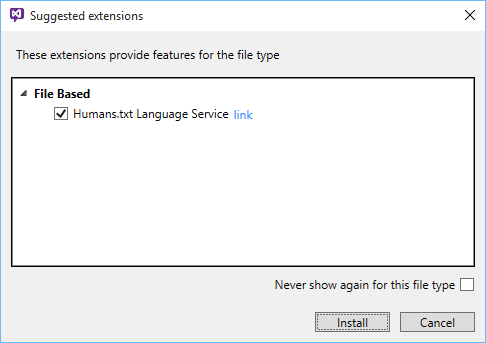 Suggested extensions
These extensions provide features for the file type
File Based
Humans.txt Language Service link
Never show again for this file type
Install Cancel